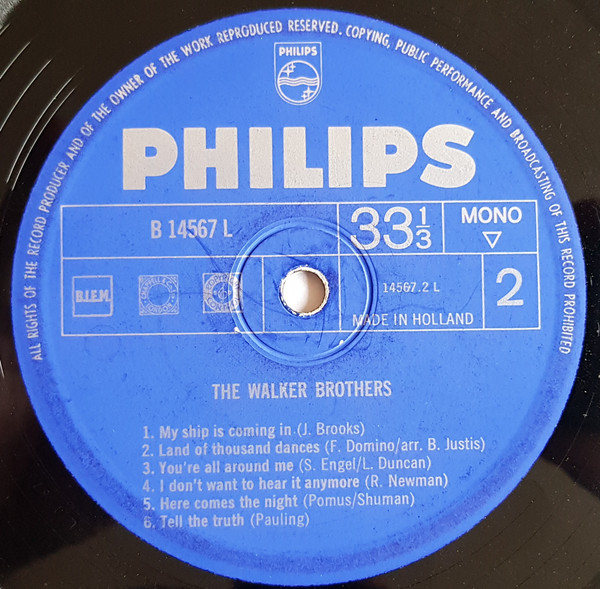 ALL RIGHTS OF THE RECORD PRODUCER AND OF THE OWNER OF THE WORK REPRODUCED RESERVED. COPYING, PUBLIC PERFORMANCE AND BROADCASTING OF THIS RECORD PROHIBITED
PHILIPS
PHILIPS
B 14567 L
33 1/3
MONO
B.I.E.M.
14567.2 L
2
MADE IN HOLLAND
THE WALKER BROTHERS
1. My ship is coming in (J. Brooks)
2. Land of thousand dances (F. Domino/arr. B. Justis)
3. You're all around me (S. Engel/L. Duncan)
4. I don't want to hear it anymore (R. Newman)
5. Here comes the night (Pomus/Shuman)
6. Tell the truth (Pauling)